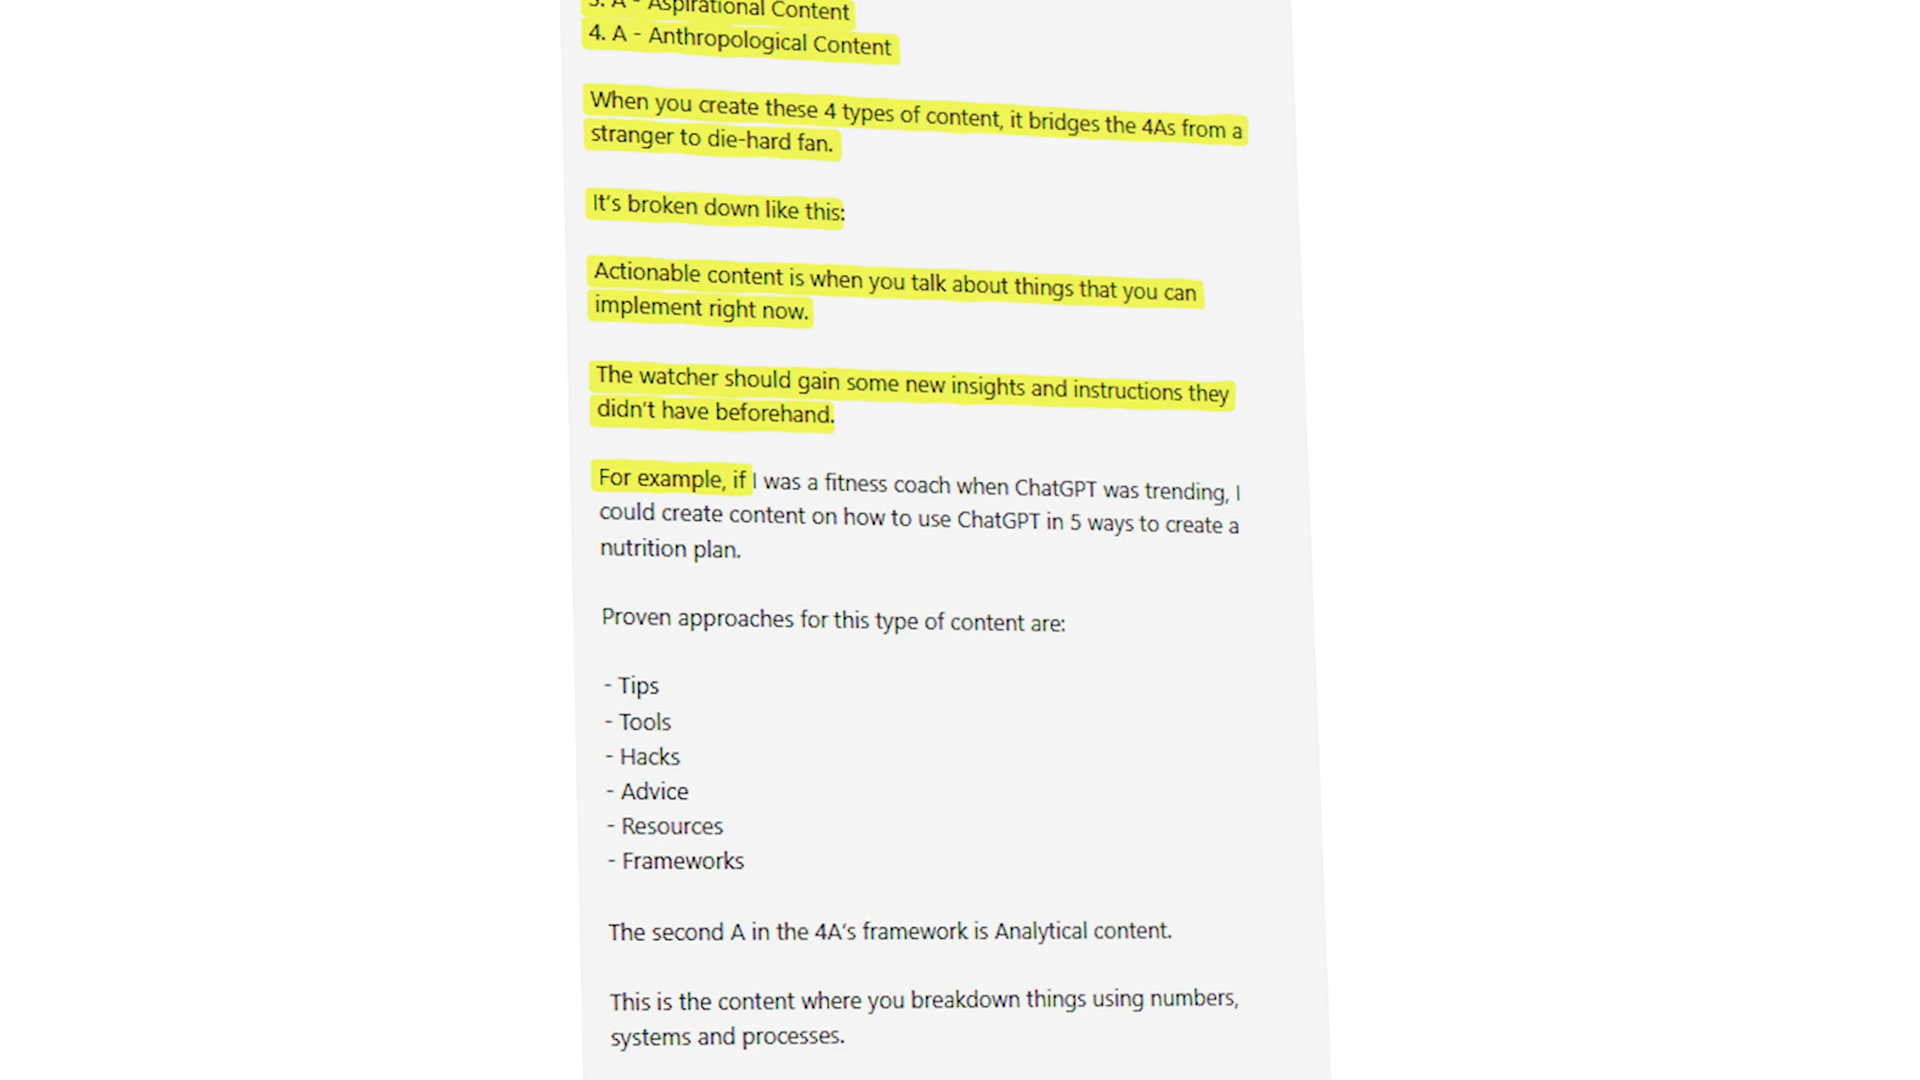 3. A - Aspirational Content
4. A - Anthropological Content
When you create these 4 types of content, it bridges the 4As from a
stranger to die-hard fan.
It's broken down like this:
Actionable content is when you talk about things that you can
implement right now.
The watcher should gain some new insights and instructions they
didn't have beforehand.
For example, if I was a fitness coach when ChatGPT was trending, I
could create content on how to use ChatGPT in 5 ways to create a
nutrition plan.
Proven approaches for this type of content are:
- Tips
- Tools
- Hacks
- Advice
- Resources
- Frameworks
The second A in the 4A's framework is Analytical content.
This is the content where you breakdown things using numbers,
systems and processes.